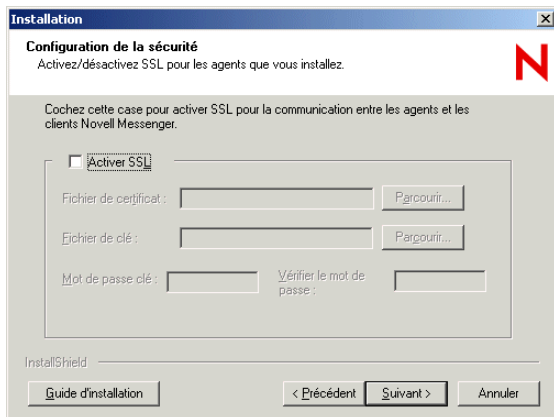 Installation
Configuration de la sécurité
Activez/désactivez SSL pour les agents que vous installez.
N
Cochez cette case pour activer SSL pour la communication entre les agents et les
clients Novell Messenger.
Activer SSL
Fichier de certificat :
Parcourir...
Fichier de clé :
Parcourir...
Mot de passe clé :
Vérifier le mot de
passe :
InstallShield
Guide d'installation
< Précédent
Suivant >
Annuler